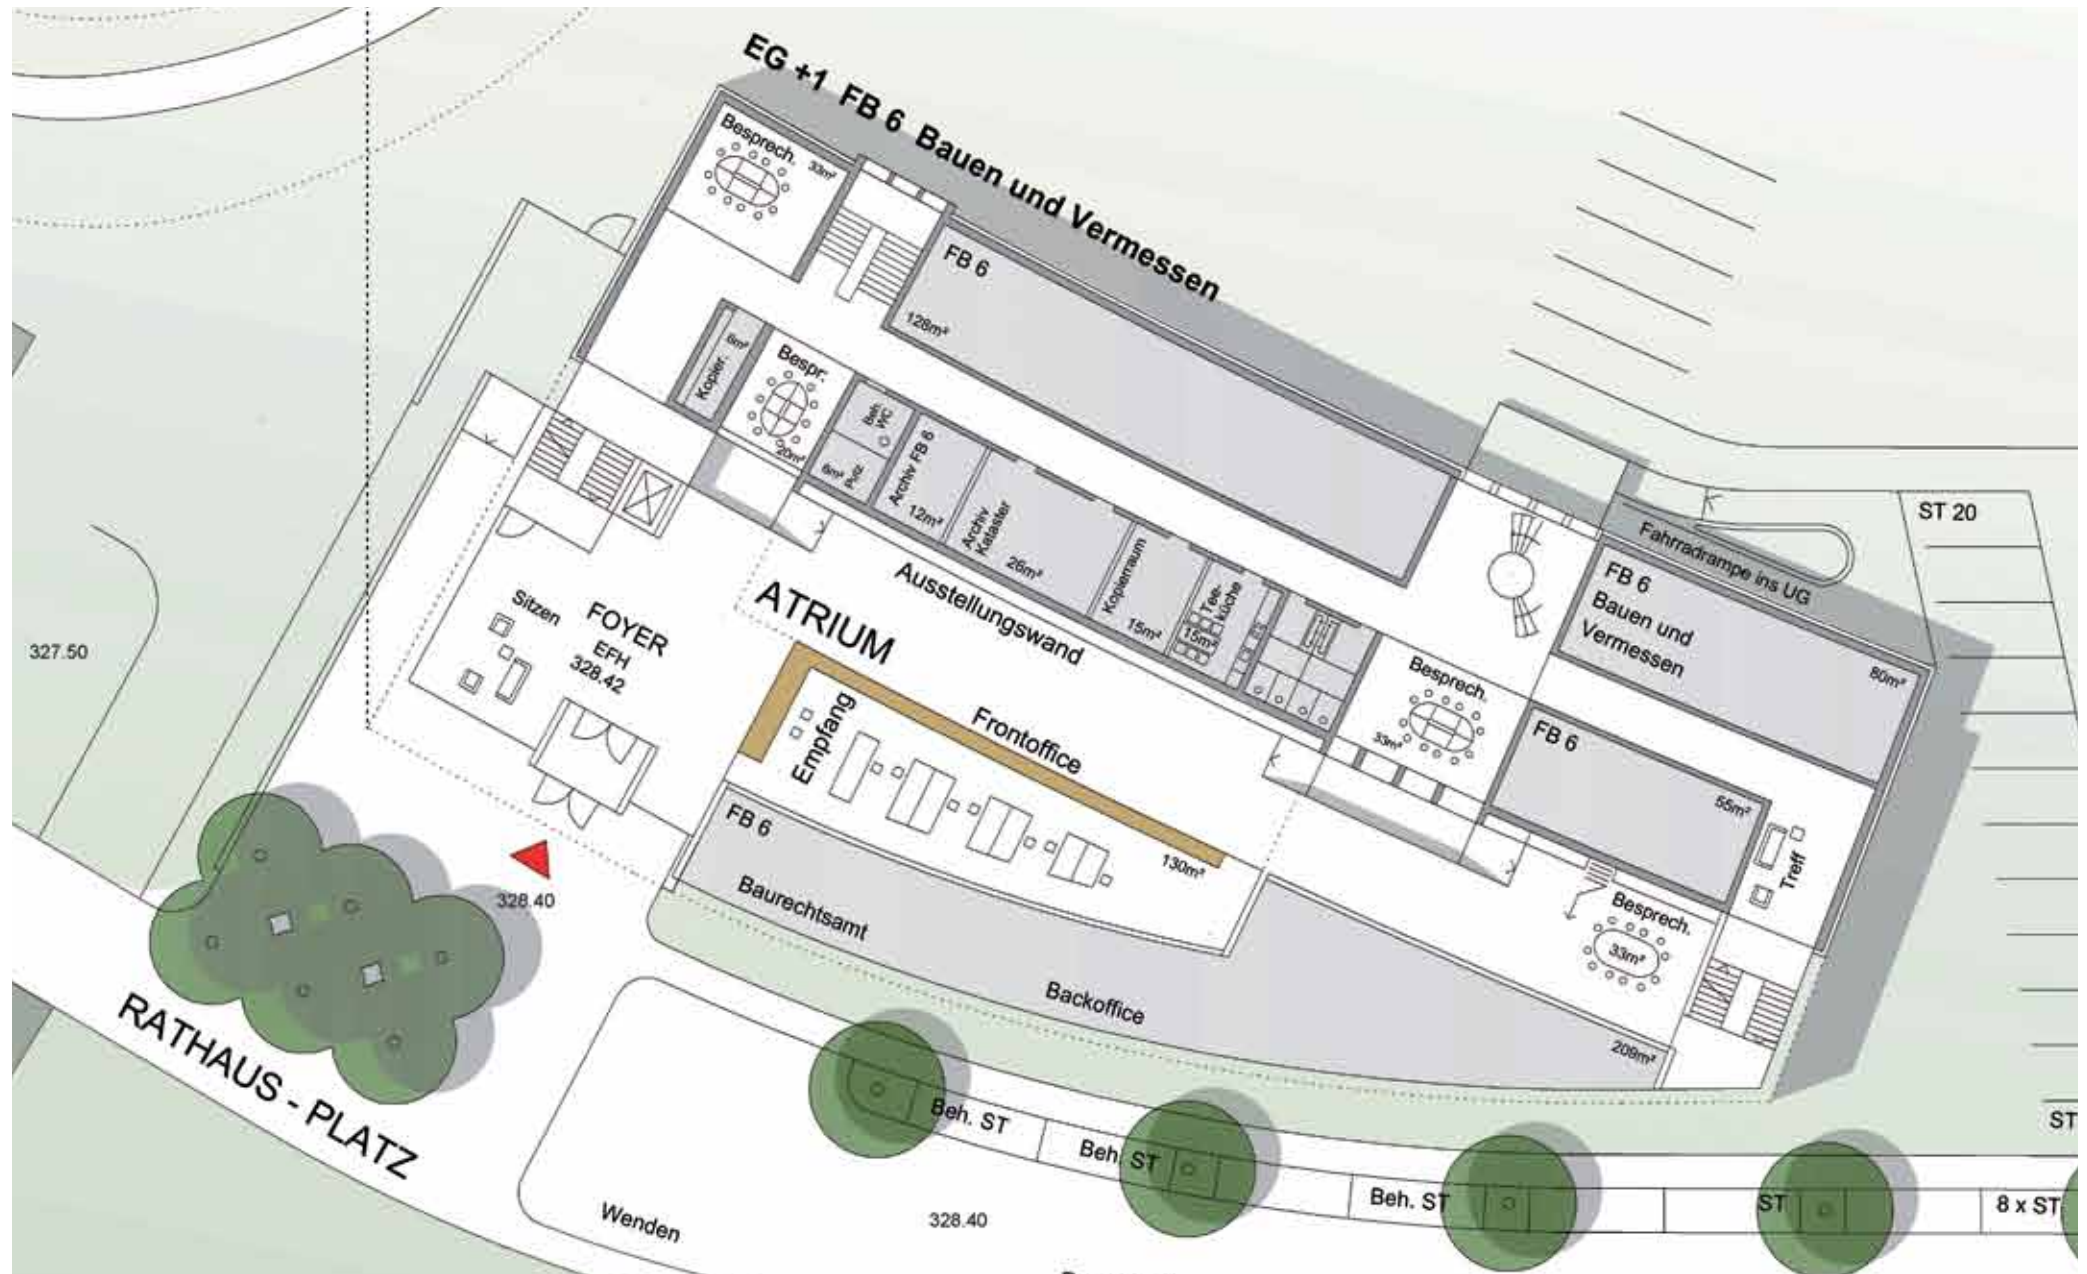 EG +1 FB 6 Bauen und Vermessen
Besprech.
33m²
FB 6
128m²
Kopier.
6m²
Bespr.
20m²
Beh.
WC
6m²
Putz
Archiv FB 6
12m²
Archiv
Kataster
26m²
Kopierraum
15m²
Tee-
küche
15m²
Besprech.
33m²
Fahrradrampe ins UG
ST 20
FB 6
Bauen und
Vermessen
80m²
FB 6
55m²
Treff
Besprech.
33m²
Ausstellungswand
ATRIUM
Sitzen
FOYER
EFH
328.42
Empfang
Frontoffice
130m²
FB 6
Baurechtsamt
Backoffice
209m²
327.50
328.40
RATHAUS - PLATZ
Wenden
328.40
Beh. ST
Beh. ST
Beh. ST
ST
8 x ST
ST